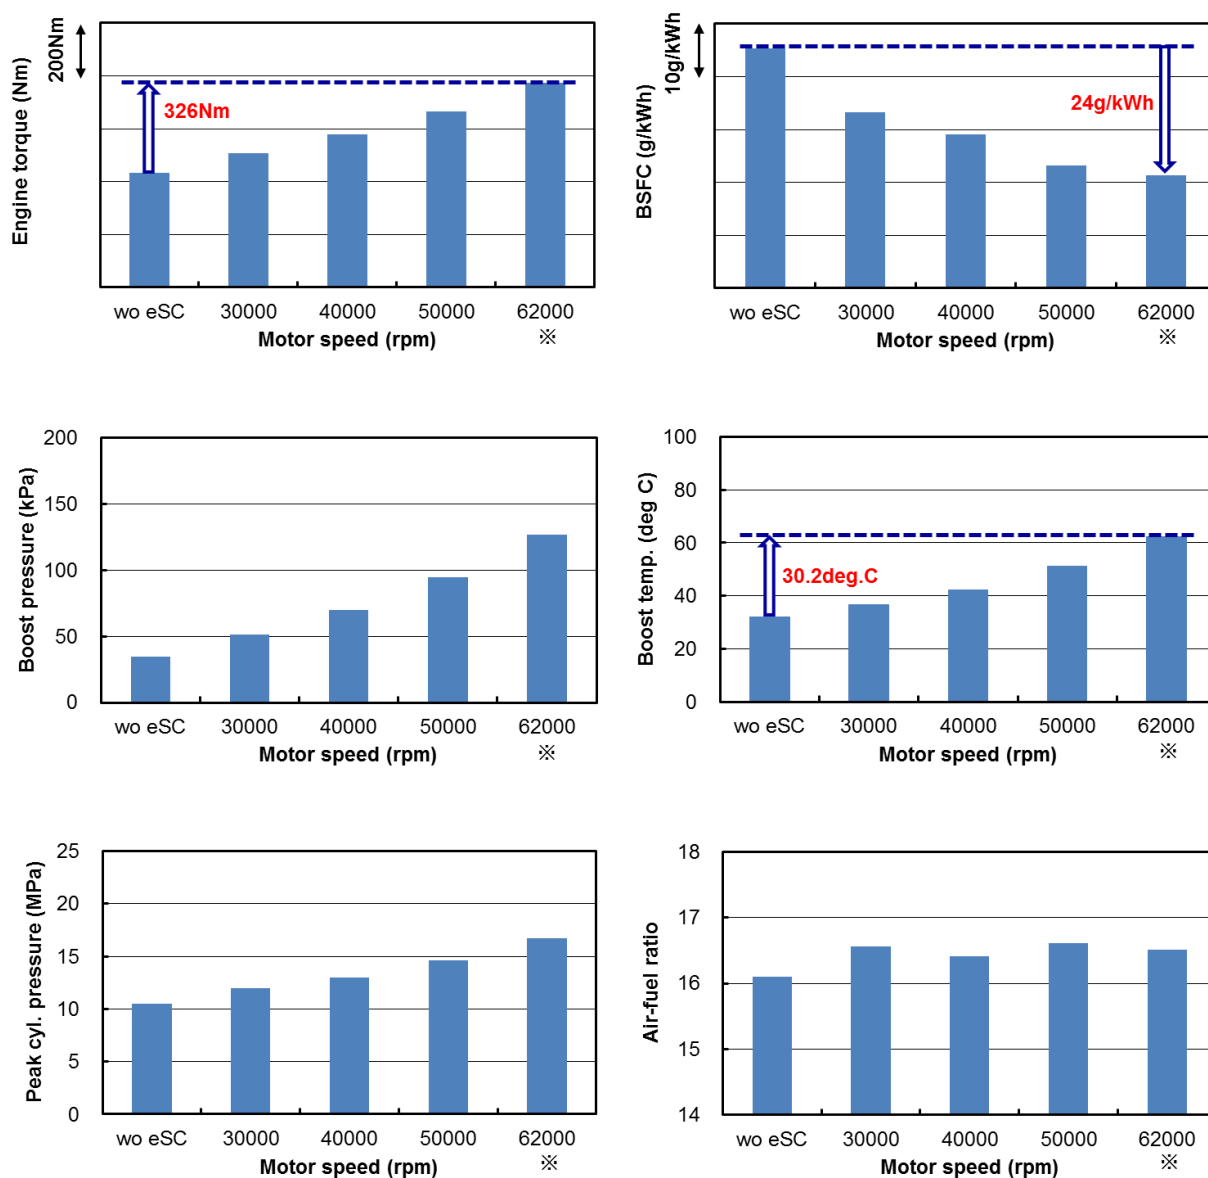 Engine torque (Nm)
200Nm
326Nm
wo eSC 30000 40000 50000 62000
※
Motor speed (rpm)
BSFC (g/kWh)
10g/kWh
24g/kWh
wo eSC 30000 40000 50000 62000
※
Motor speed (rpm)
Boost pressure (kPa)
200
150
100
50
0
wo eSC 30000 40000 50000 62000
※
Motor speed (rpm)
Boost temp. (deg C)
100
80
60
40
20
0
30.2deg.C
wo eSC 30000 40000 50000 62000
※
Motor speed (rpm)
Peak cyl. pressure (MPa)
25
20
15
10
5
0
wo eSC 30000 40000 50000 62000
※
Motor speed (rpm)
Air-fuel ratio
18
17
16
15
14
wo eSC 30000 40000 50000 62000
※
Motor speed (rpm)